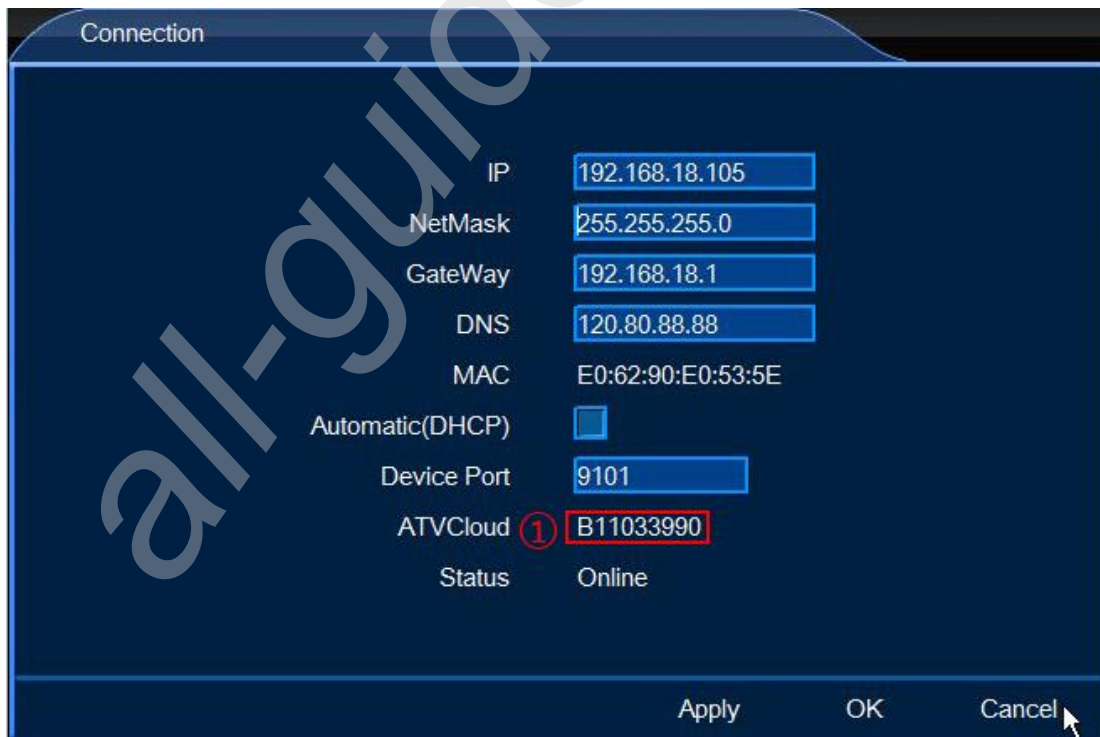 Connection
IP 192.168.18.105
NetMask 255.255.255.0
GateWay 192.168.18.1
DNS 120.80.88.88
MAC E0:62:90:E0:53:5E
Automatic(DHCP)
Device Port 9101
ATVCloud ① B11033990
Status Online
Apply OK Cancel
all-guid